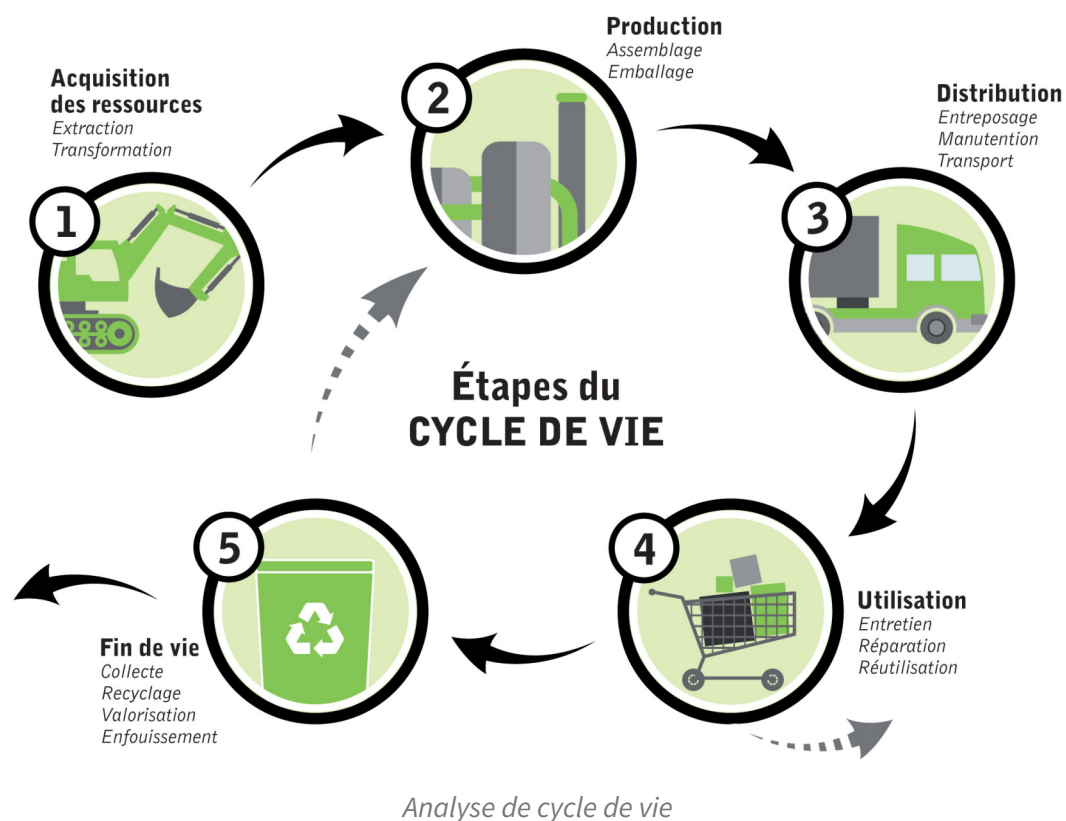 1
Acquisition
des ressources
Extraction
Transformation
2
Production
Assemblage
Emballage
3
Distribution
Entreposage
Manutention
Transport
Étapes du
CYCLE DE VIE
4
Utilisation
Entretien
Réparation
Réutilisation
5
Fin de vie
Collecte
Recyclage
Valorisation
Enfouissement
Analyse de cycle de vie